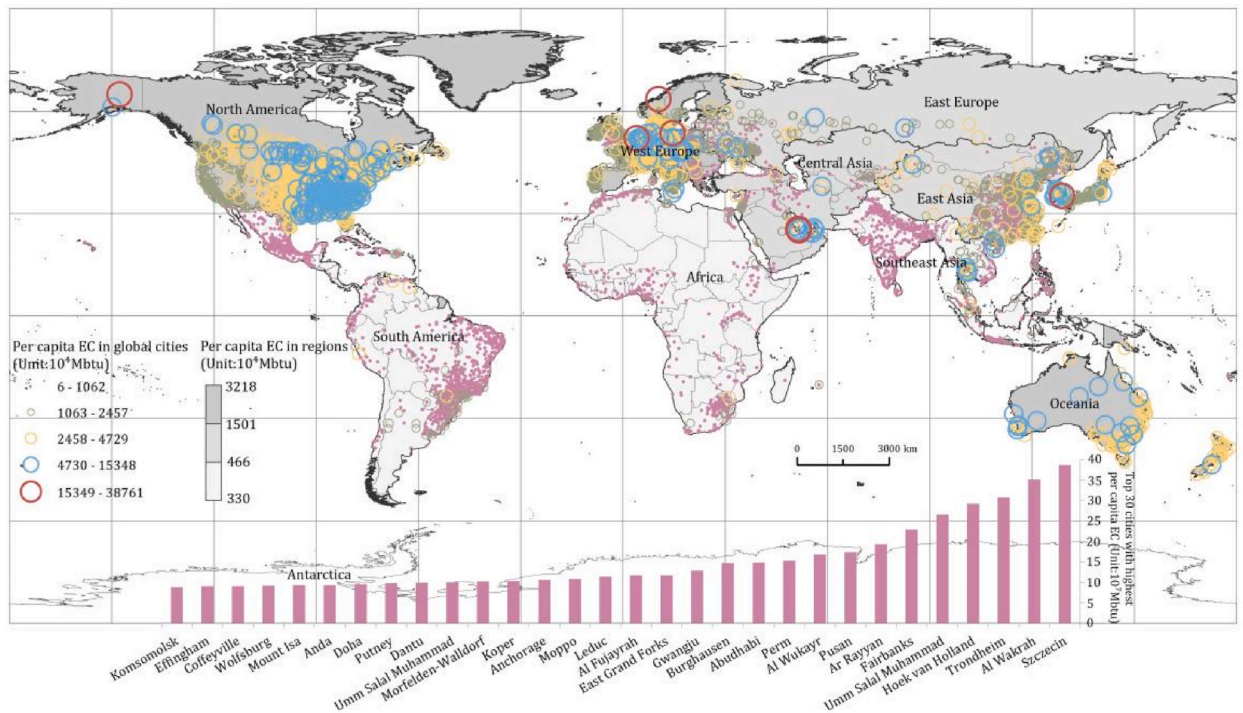 North America
East Europe
West Europe
Central Asia
East Asia
Southeast Asia
Africa
South America
Oceania
Antarctica
Per capita EC in global cities
(Unit:10⁴Mbtu)
6 - 1062
1063 - 2457
2458 - 4729
4730 - 15348
15349 - 38761
Per capita EC in regions
(Unit:10⁴Mbtu)
3218
1501
466
330
0 1500 3000 km
40
35
30
25
20
15
10
5
0
Top 30 cities with highest
per capita EC (Unit:10⁷Mbtu)
Komsomolsk
Effingham
Coffeyville
Wolfsburg
Mount Isa
Anda
Doha
Putney
Dantu
Umm Salal Muhammad
Morfelden-Walldorf
Koper
Anchorage
Moppo
Leduc
Al Fujayrah
East Grand Forks
Gwangju
Burghausen
Abudhabi
Perm
Al Wukayr
Pusan
Ar Rayyan
Fairbanks
Umm Salal Muhammad
Hoek van Holland
Trondheim
Al Wakrah
Szczecin